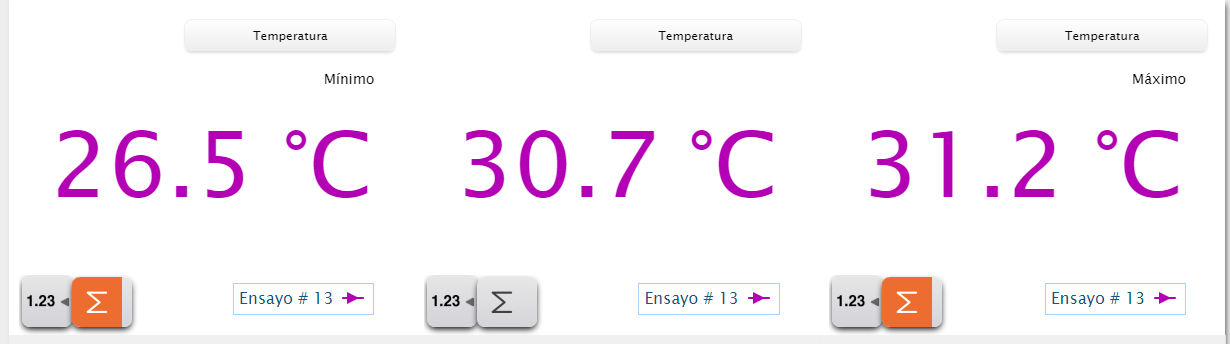 Temperatura
Mínimo
26.5 °C
1.23 Σ
Ensayo # 13
Temperatura
30.7 °C
1.23 Σ
Ensayo # 13
Temperatura
Máximo
31.2 °C
1.23 Σ
Ensayo # 13